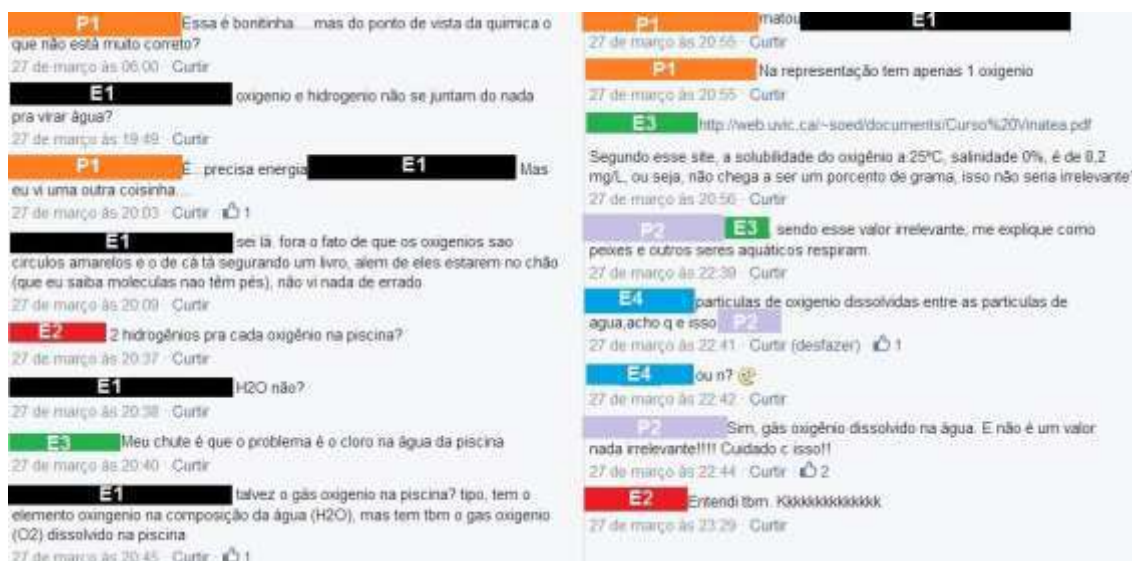 P1 Essa é bonitinha.... mas do ponto de vista da quimica o
que não está muito correto?
27 de março às 06:00 · Curtir
E1 oxigenio e hidrogenio não se juntam do nada
pra virar água?
27 de março às 19:49 · Curtir
P1 É... precisa energia E1 Mas
eu vi uma outra coisinha...
27 de março às 20:03 · Curtir 1
E1 sei lá, fora o fato de que os oxigenios sao
circulos amarelos e o de cá tá segurando um livro, alem de eles estarem no chão
(que eu saiba moleculas nao têm pés), não vi nada de errado
27 de março às 20:09 · Curtir
E2 2 hidrogênios pra cada oxigênio na piscina?
27 de março às 20:37 · Curtir
E1 H2O não?
27 de março às 20:38 · Curtir
E3 Meu chute é que o problema é o cloro na água da piscina
27 de março às 20:40 · Curtir
E1 talvez o gás oxigenio na piscina? tipo, tem o
elemento oxingenio na composição da água (H2O), mas tem tbm o gas oxigenio
(O2) dissolvido na piscina
27 de março às 20:45 · Curtir 1
P1 matou E1
27 de março às 20:55 · Curtir
P1 Na representação tem apenas 1 oxigenio
27 de março às 20:55 · Curtir
E3 http://web.uvic.ca/~soed/documents/Curso%20Vinatea.pdf
Segundo esse site, a solubilidade do oxigênio a 25ºC, salinidade 0%, é de 8,2
mg/L, ou seja, não chega a ser um porcento de grama, isso não seria irrelevante?
27 de março às 20:56 · Curtir
P2 E3, sendo esse valor irrelevante, me explique como
peixes e outros seres aquáticos respiram.
27 de março às 22:39 · Curtir
E4 particulas de oxigenio dissolvidas entre as particulas de
agua,acho q e isso P2
27 de março às 22:41 · Curtir (desfazer) 1
E4 ou n?
27 de março às 22:42 · Curtir
P2 Sim, gás oxigênio dissolvido na água. E não é um valor
nada irrelevante!!!! Cuidado c isso!!
27 de março às 22:44 · Curtir 2
E2 Entendi tbm. Kkkkkkkkkkkkk
27 de março às 23:29 · Curtir